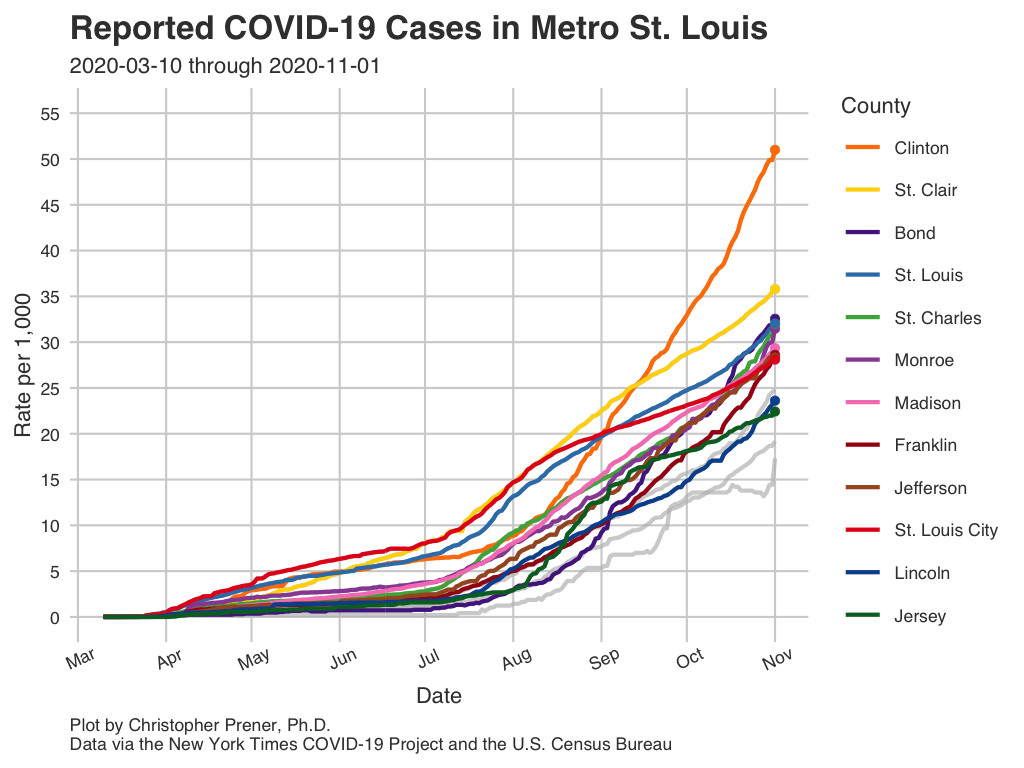 Reported COVID-19 Cases in Metro St. Louis
2020-03-10 through 2020-11-01
Rate per 1,000
55
50
45
40
35
30
25
20
15
10
5
0
Mar
Apr
May
Jun
Jul
Aug
Sep
Oct
Nov
Date
County
Clinton
St. Clair
Bond
St. Louis
St. Charles
Monroe
Madison
Franklin
Jefferson
St. Louis City
Lincoln
Jersey
Plot by Christopher Prener, Ph.D.
Data via the New York Times COVID-19 Project and the U.S. Census Bureau